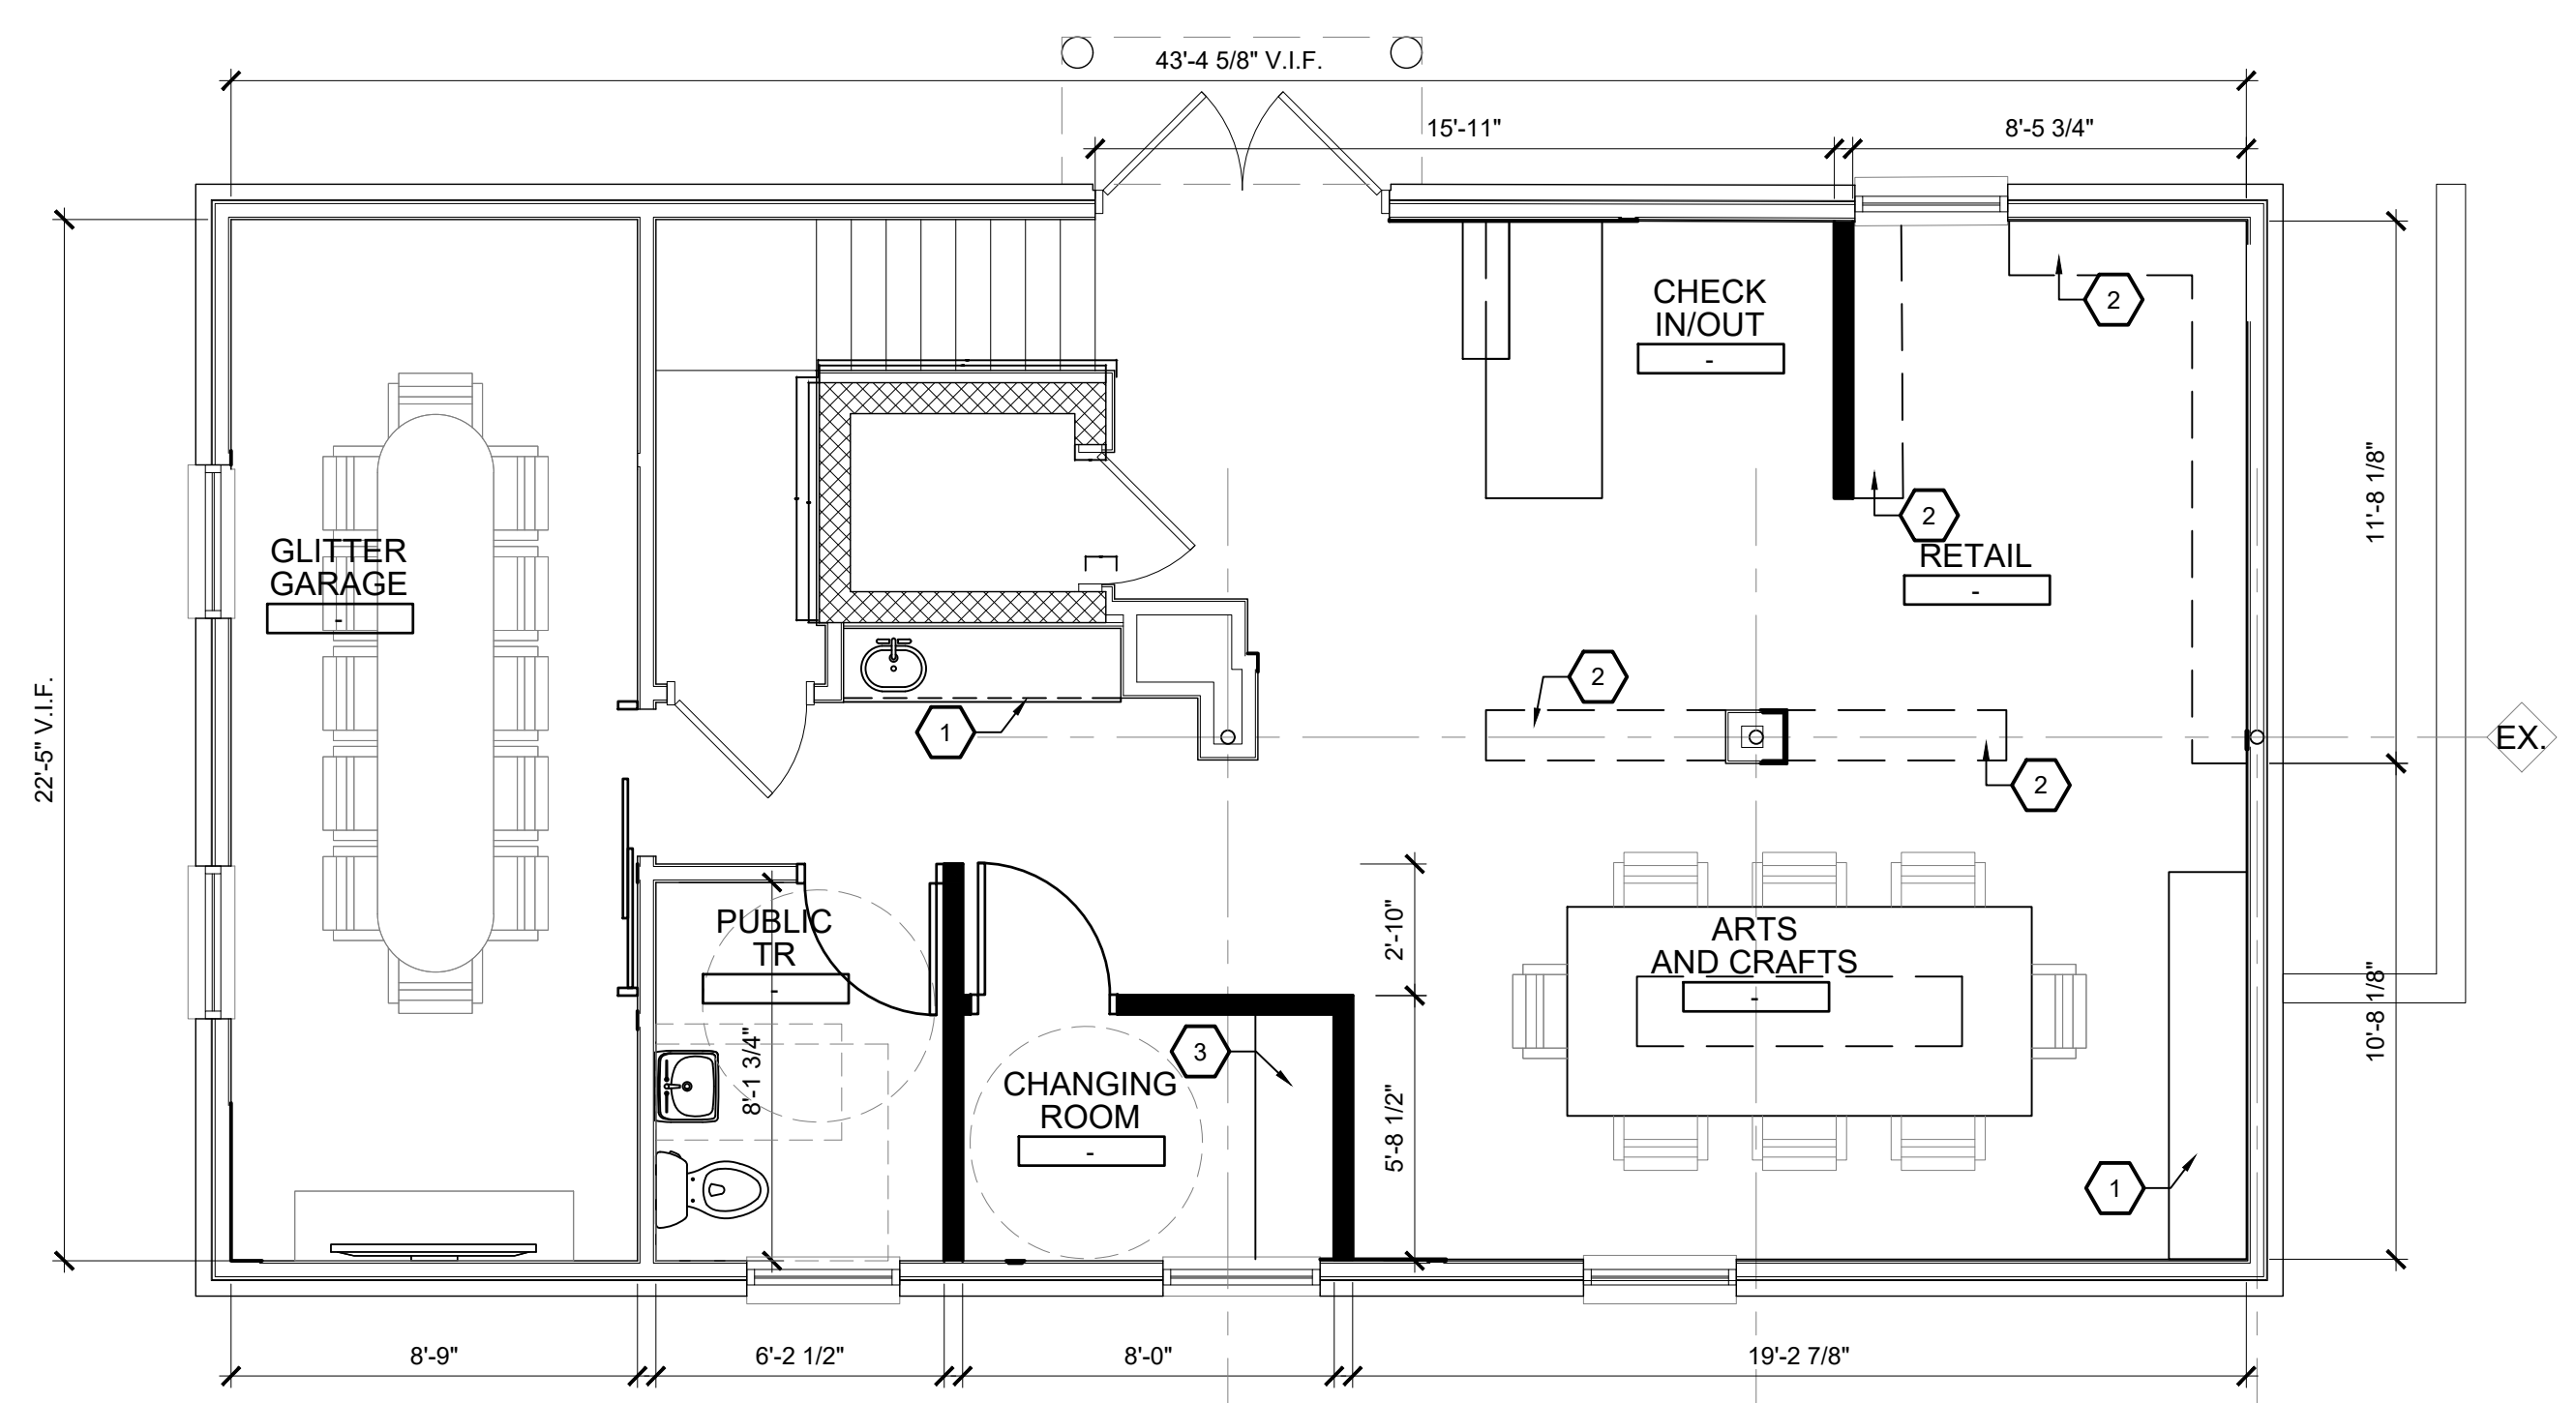 43'-4 5/8" V.I.F.
15'-11"
8'-5 3/4"
CHECK
IN/OUT
-
2
11'-8 1/8"
2
GLITTER
GARAGE
-
RETAIL
-
22'-5" V.I.F.
1
2
EX.
2
PUBLIC
TR
-
2'-10"
ARTS
AND CRAFTS
-
8'-1 3/4"
3
CHANGING
ROOM
-
5'-8 1/2"
10'-8 1/8"
1
8'-9"
6'-2 1/2"
8'-0"
19'-2 7/8"